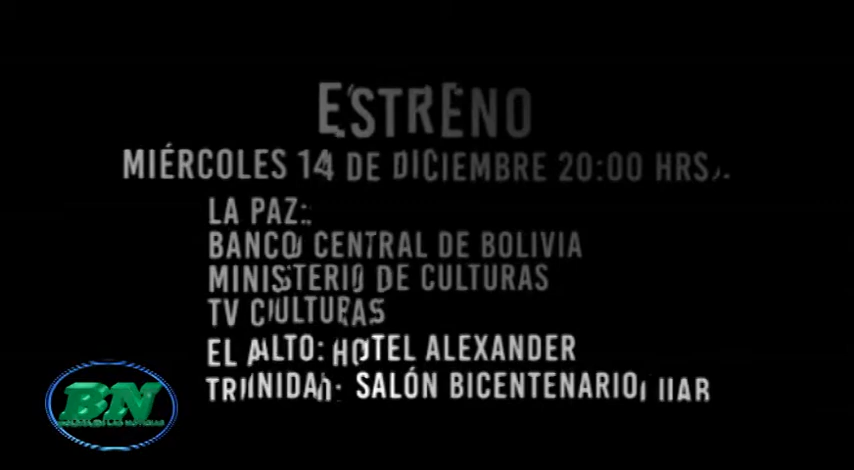 ESTRENO
MIÉRCOLES 14 DE DICIEMBRE 20:00 HRS.
LA PAZ:
BANCO CENTRAL DE BOLIVIA
MINISTERIO DE CULTURAS
TV CULTURAS
EL ALTO: HOTEL ALEXANDER
TRINIDAD: SALÓN BICENTENARIO
BN